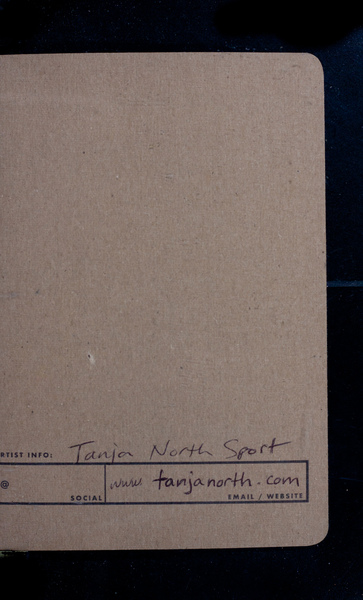 RTIST INFO: Tanja North Sport
@ www tanjanorth.com
SOCIAL EMAIL / WEBSITE